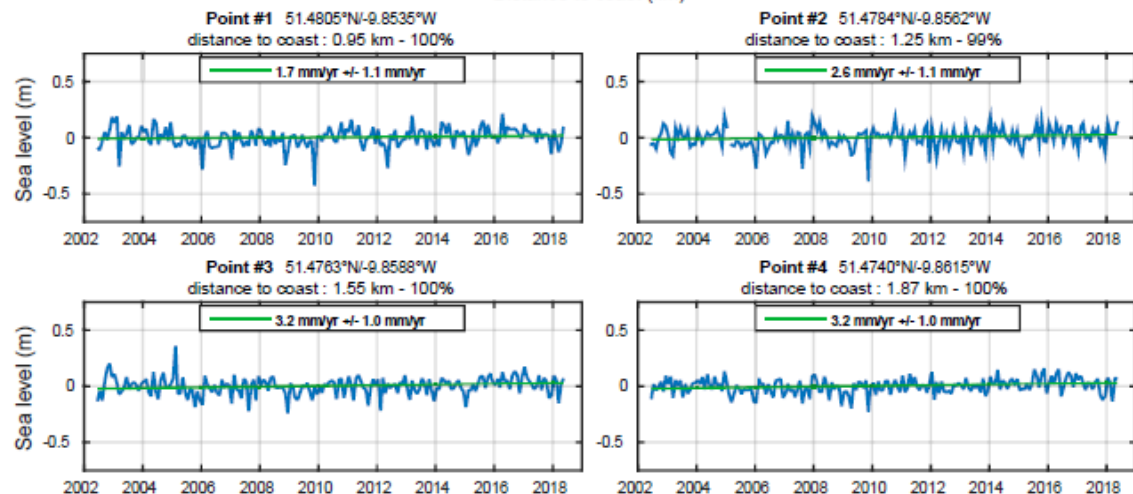 Point #1 51.4805°N/-9.8535°W
distance to coast : 0.95 km - 100%
Sea level (m)
0.5
0
-0.5
1.7 mm/yr +/- 1.1 mm/yr
2002 2004 2006 2008 2010 2012 2014 2016 2018
Point #2 51.4784°N/-9.8562°W
distance to coast : 1.25 km - 99%
0.5
0
-0.5
2.6 mm/yr +/- 1.1 mm/yr
2002 2004 2006 2008 2010 2012 2014 2016 2018
Point #3 51.4763°N/-9.8588°W
distance to coast : 1.55 km - 100%
Sea level (m)
0.5
0
-0.5
3.2 mm/yr +/- 1.0 mm/yr
2002 2004 2006 2008 2010 2012 2014 2016 2018
Point #4 51.4740°N/-9.8615°W
distance to coast : 1.87 km - 100%
0.5
0
-0.5
3.2 mm/yr +/- 1.0 mm/yr
2002 2004 2006 2008 2010 2012 2014 2016 2018